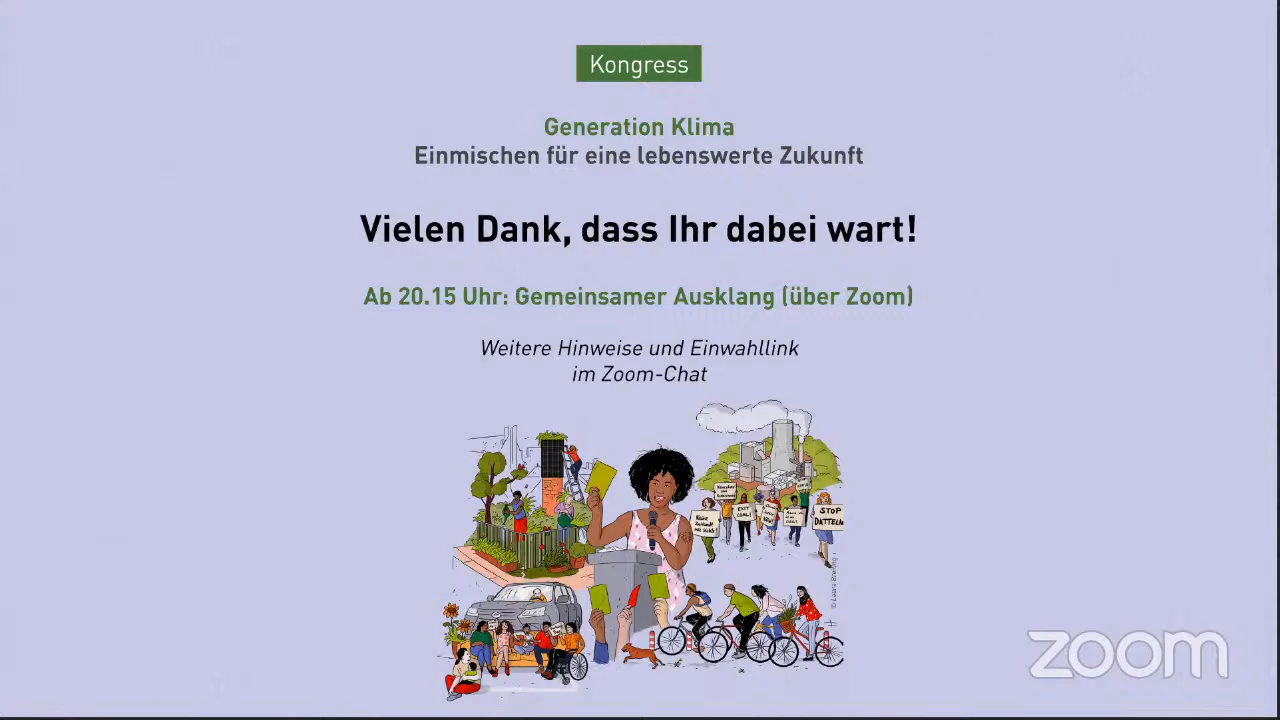 Kongress
Generation Klima
Einmischen für eine lebenswerte Zukunft
Vielen Dank, dass Ihr dabei wart!
Ab 20.15 Uhr: Gemeinsamer Ausklang (über Zoom)
Weitere Hinweise und Einwahllink
im Zoom-Chat
EXIT
COAL!
STOP
DATTELN
zoom